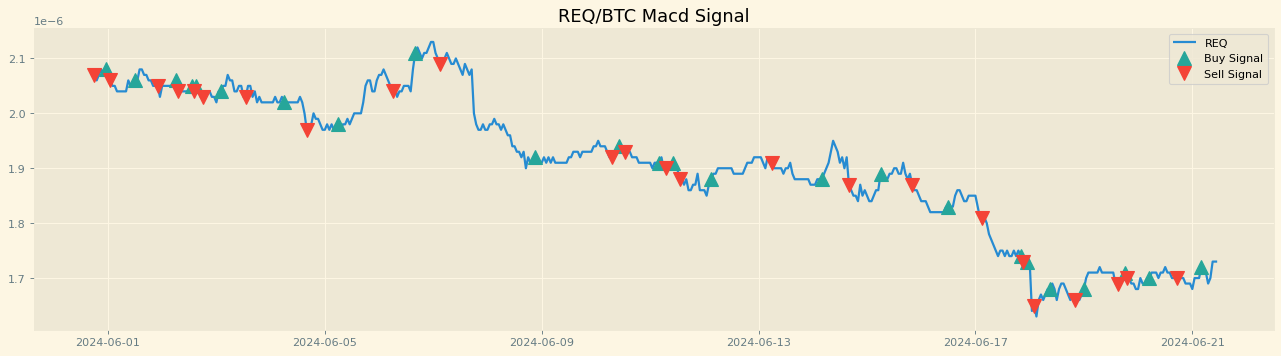 REQ/BTC Macd Signal
1e−6
REQ
Buy Signal
Sell Signal
2.1
2.0
1.9
1.8
1.7
2024-06-01 2024-06-05 2024-06-09 2024-06-13 2024-06-17 2024-06-21